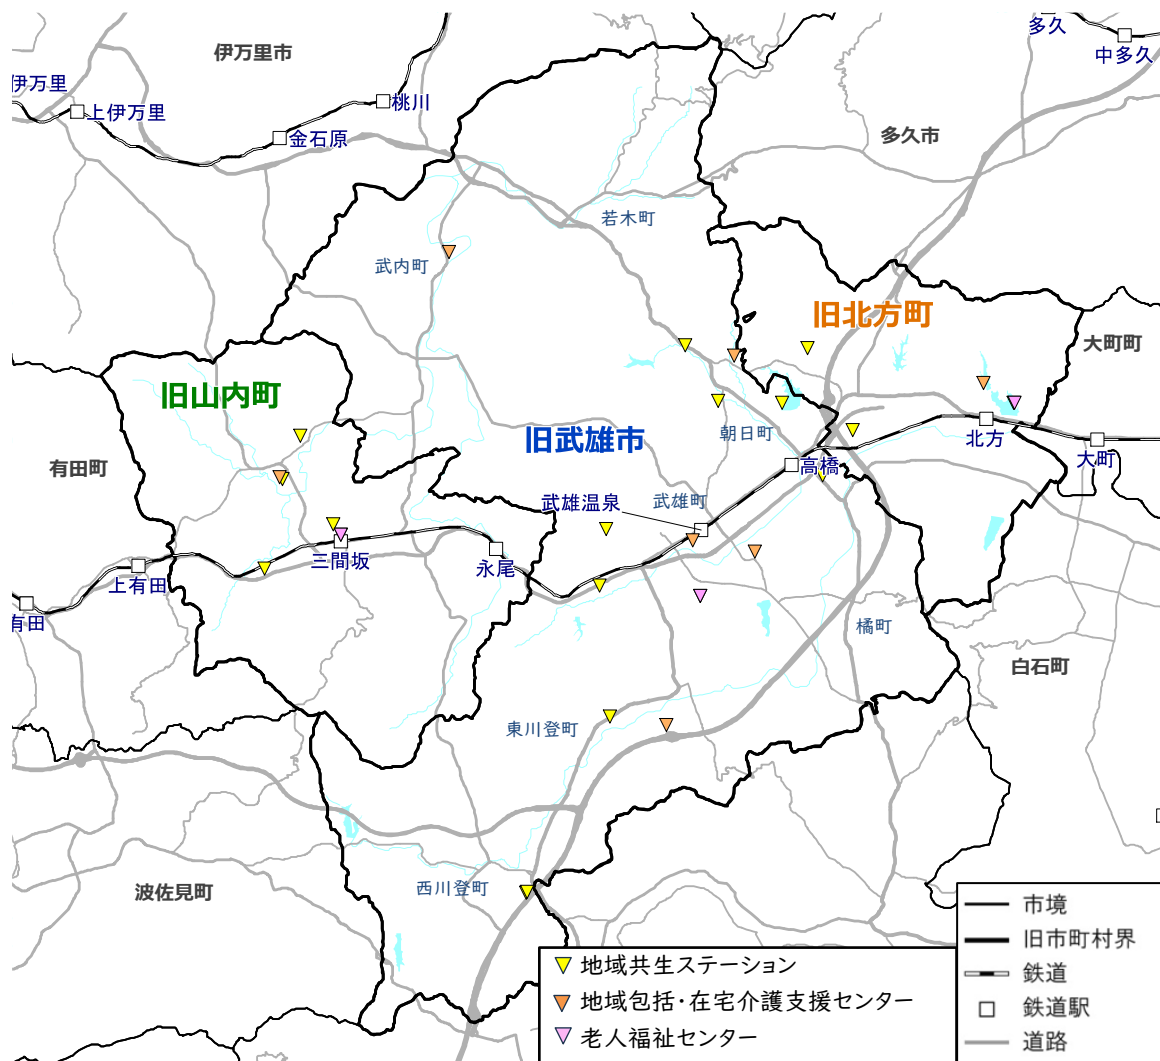 多久
伊万里市
中多久
伊万里
桃川
上伊万里
多久市
金石原
若木町
武内町
旧北方町
大町町
旧山内町
旧武雄市
朝日町
北方
有田町
大町
高橋
武雄温泉
武雄町
三間坂
永尾
上有田
有田
橘町
白石町
東川登町
西川登町
波佐見町
地域共生ステーション
地域包括・在宅介護支援センター
老人福祉センター
市境
旧市町村界
鉄道
鉄道駅
道路